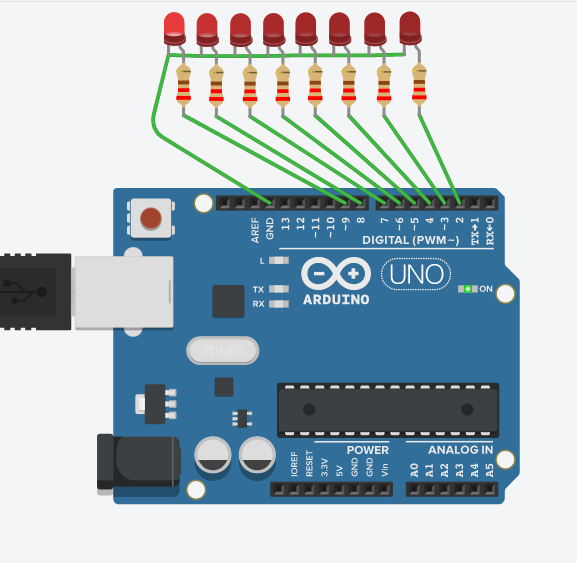 AREF
GND
13
12
~11
~10
~9
8
7
~6
~5
4
~3
2
TX→1
RX←0
DIGITAL (PWM~)
L
TX
RX
UNO
ARDUINO
ON
POWER
ANALOG IN
IOREF
RESET
3.3V
5V
GND
GND
Vin
A0
A1
A2
A3
A4
A5